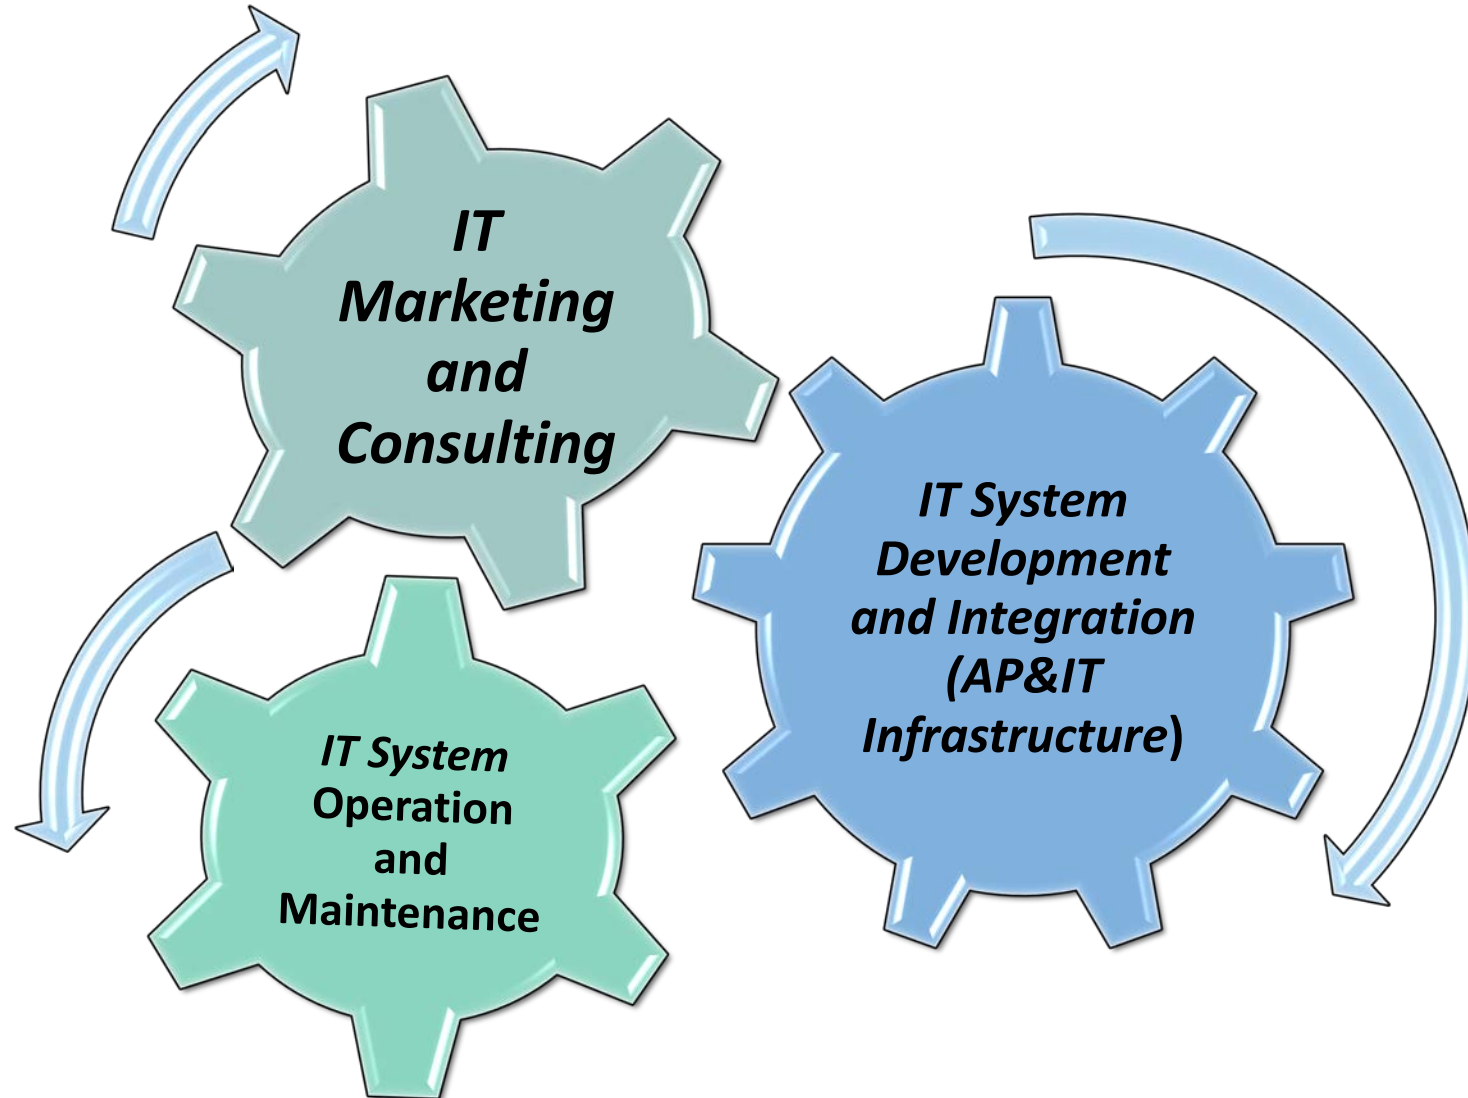 IT
Marketing
and
Consulting
IT System
Development
and Integration
(AP&IT
Infrastructure)
IT System
Operation
and
Maintenance